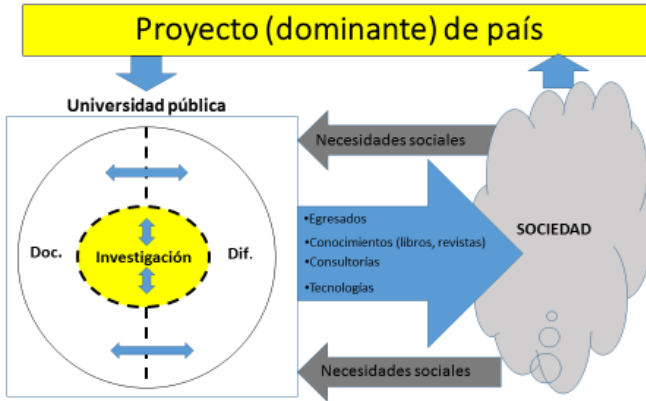 Proyecto (dominante) de país
Universidad pública
Necesidades sociales
Doc.
Investigación
Dif.
•Egresados
•Conocimientos (libros, revistas)
•Consultorías
•Tecnologías
SOCIEDAD
Necesidades sociales